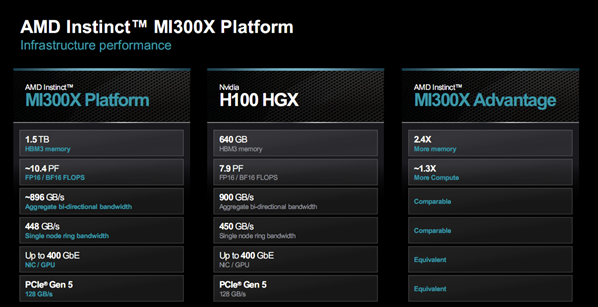 AMD Instinct™ MI300X Platform
Infrastructure performance
AMD Instinct™
MI300X Platform
1.5 TB
HBM3 memory
~10.4 PF
FP16 / BF16 FLOPS
~896 GB/s
Aggregate bi-directional bandwidth
448 GB/s
Single node ring bandwidth
Up to 400 GbE
NIC / GPU
PCIe® Gen 5
128 GB/s
Nvidia
H100 HGX
640 GB
HBM3 memory
7.9 PF
FP16 / BF16 FLOPS
900 GB/s
Aggregate bi-directional bandwidth
450 GB/s
Single node ring bandwidth
Up to 400 GbE
NIC / GPU
PCIe® Gen 5
128 GB/s
AMD Instinct™
MI300X Advantage
2.4X
More memory
~1.3X
More Compute
Comparable
Comparable
Equivalent
Equivalent